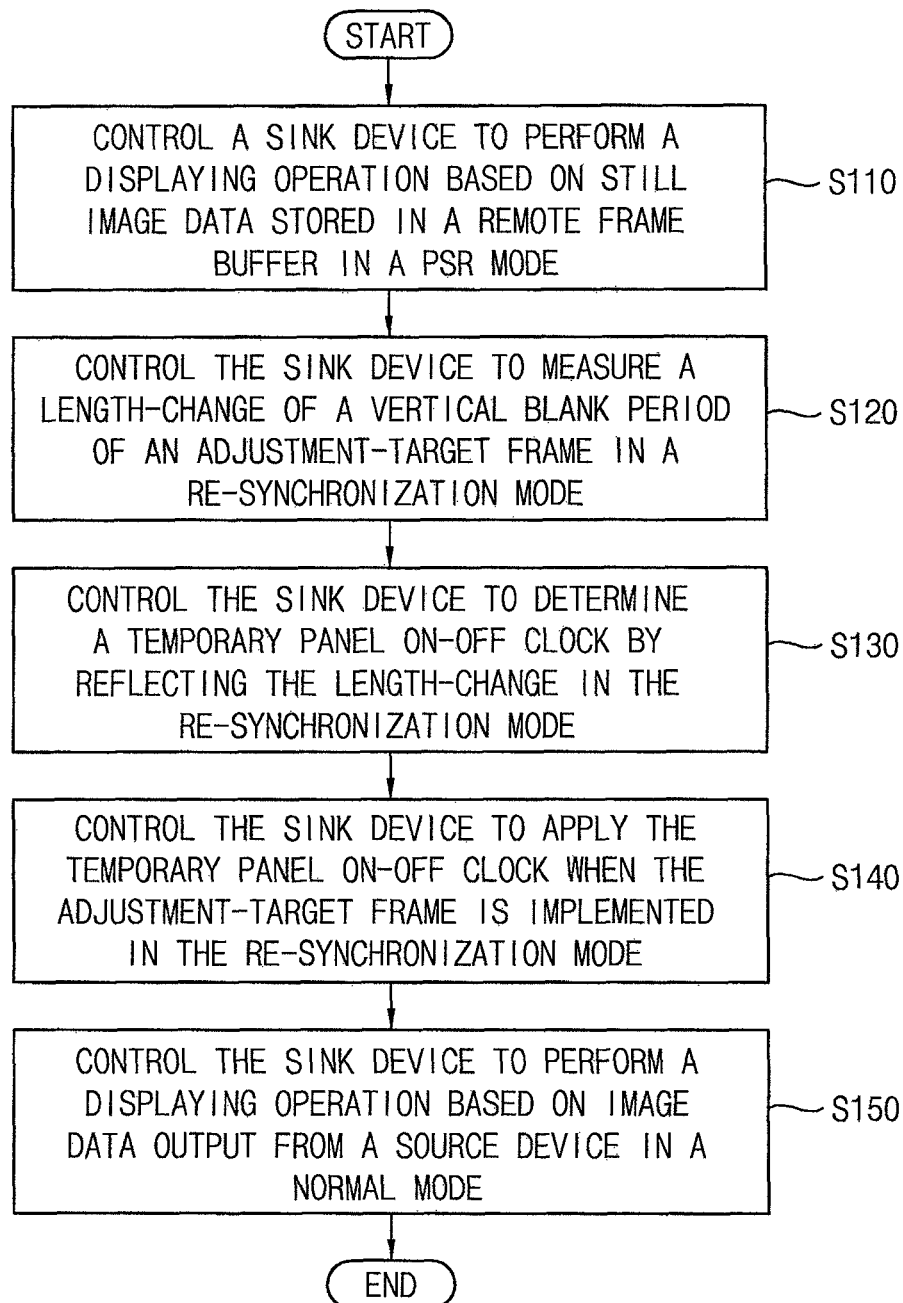 START
CONTROL A SINK DEVICE TO PERFORM A
DISPLAYING OPERATION BASED ON STILL
IMAGE DATA STORED IN A REMOTE FRAME
BUFFER IN A PSR MODE
S110
CONTROL THE SINK DEVICE TO MEASURE A
LENGTH-CHANGE OF A VERTICAL BLANK PERIOD
OF AN ADJUSTMENT-TARGET FRAME IN A
RE-SYNCHRONIZATION MODE
S120
CONTROL THE SINK DEVICE TO DETERMINE
A TEMPORARY PANEL ON-OFF CLOCK BY
REFLECTING THE LENGTH-CHANGE IN THE
RE-SYNCHRONIZATION MODE
S130
CONTROL THE SINK DEVICE TO APPLY THE
TEMPORARY PANEL ON-OFF CLOCK WHEN THE
ADJUSTMENT-TARGET FRAME IS IMPLEMENTED
IN THE RE-SYNCHRONIZATION MODE
S140
CONTROL THE SINK DEVICE TO PERFORM A
DISPLAYING OPERATION BASED ON IMAGE
DATA OUTPUT FROM A SOURCE DEVICE IN A
NORMAL MODE
S150
END